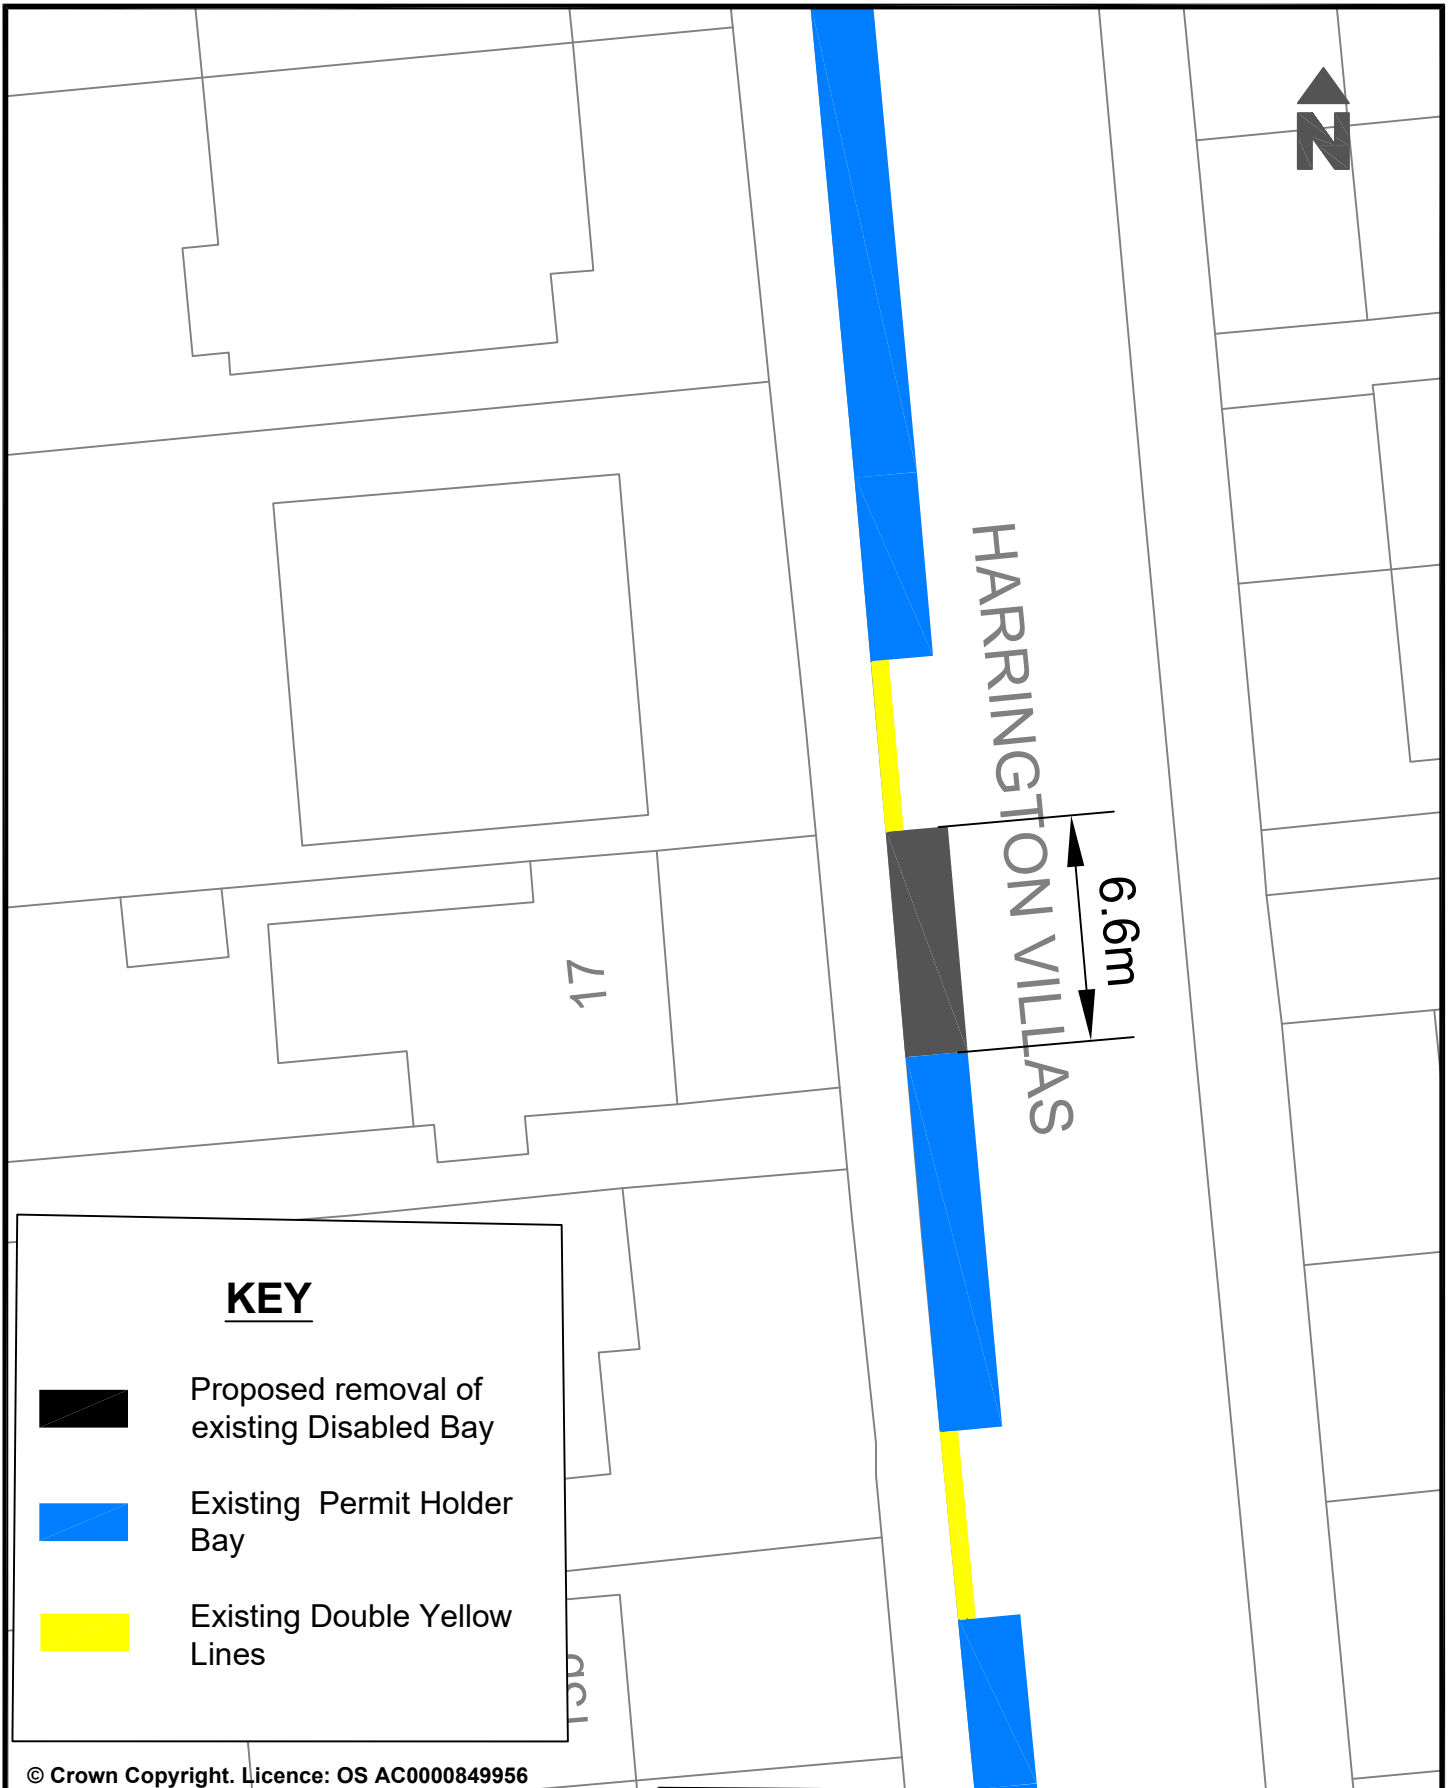 N
HARRINGTON VILLAS
6.6m
17
KEY
Proposed removal of
existing Disabled Bay
Existing Permit Holder
Bay
Existing Double Yellow
Lines
© Crown Copyright. Licence: OS AC0000849956